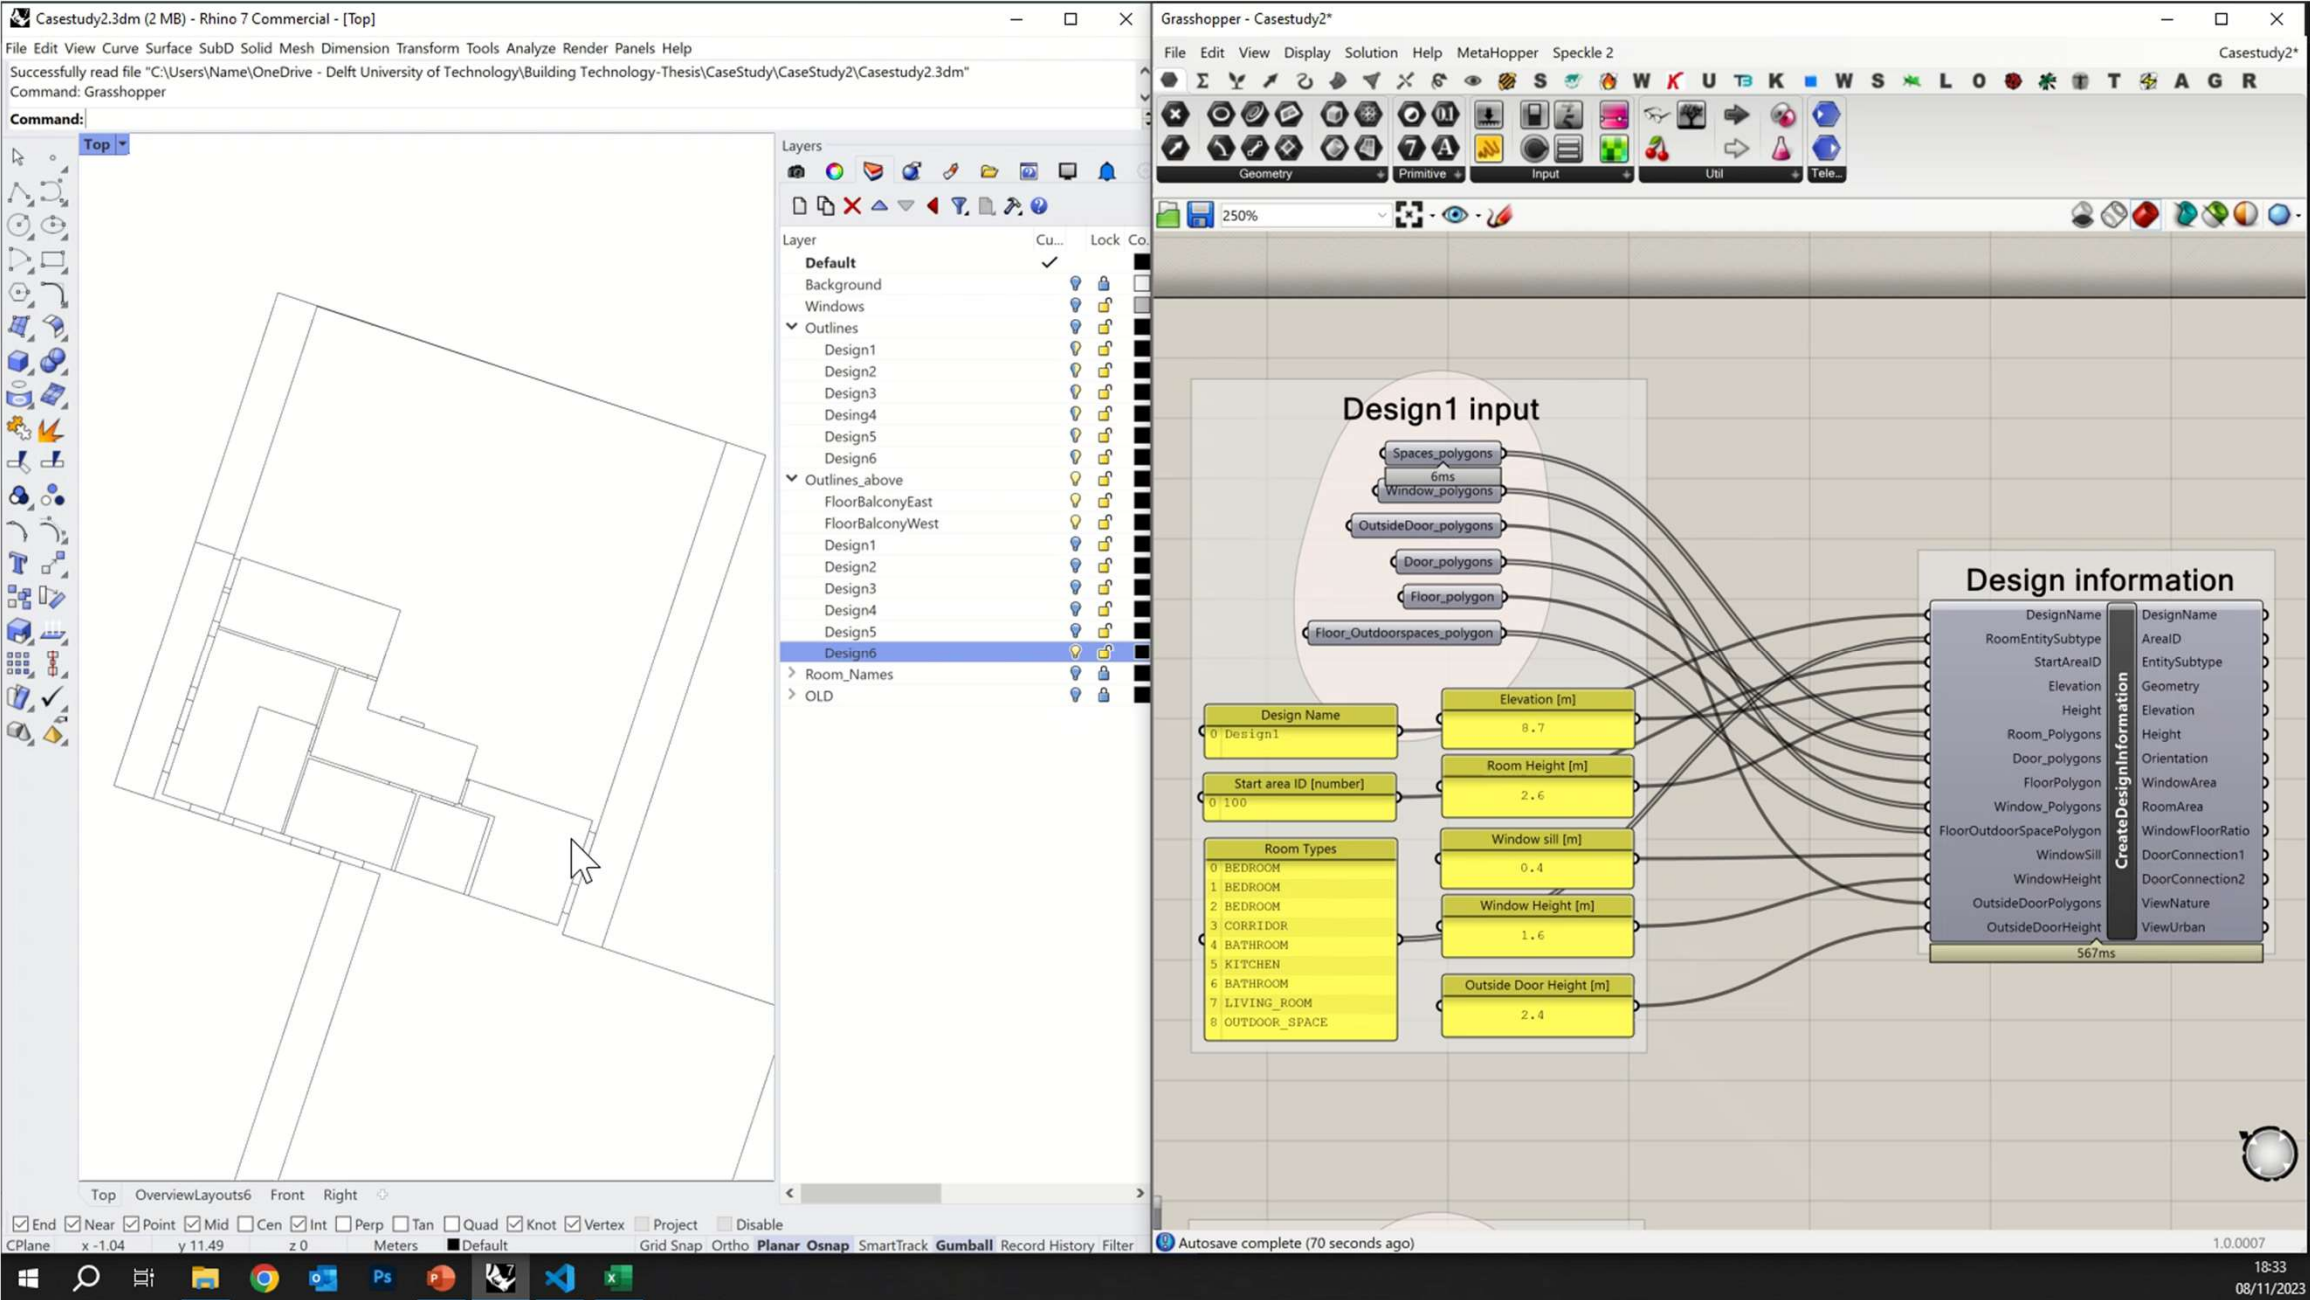 Casestudy2.3dm (2 MB) - Rhino 7 Commercial - [Top]
File Edit View Curve Surface SubD Solid Mesh Dimension Transform Tools Analyze Render Panels Help
Successfully read file "C:\Users\Name\OneDrive - Delft University of Technology\Building Technology-Thesis\CaseStudy\CaseStudy2\Casestudy2.3dm"
Command: Grasshopper
Command:
Top
Layers
Layer Cu... Lock Co.
Default
Background
Windows
Outlines
Design1
Design2
Design3
Desing4
Design5
Design6
Outlines_above
FloorBalconyEast
FloorBalconyWest
Design1
Design2
Design3
Design4
Design5
Design6
Room_Names
OLD
Top OverviewLayouts6 Front Right
End Near Point Mid Cen Int Perp Tan Quad Knot Vertex Project Disable
CPlane x -1.04 y 11.49 z 0 Meters Default Grid Snap Ortho Planar Osnap SmartTrack Gumball Record History Filter
Grasshopper - Casestudy2*
File Edit View Display Solution Help MetaHopper Speckle 2 Casestudy2*
S W K U TB K W S L O T A G R
Geometry Primitive Input Util Tele...
250%
Design1 input
Spaces_polygons
6ms
Window_polygons
OutsideDoor_polygons
Door_polygons
Floor_polygon
Floor_Outdoorspaces_polygon
Design Name
0 Design1
Start area ID [number]
0 100
Room Types
0 BEDROOM
1 BEDROOM
2 BEDROOM
3 CORRIDOR
4 BATHROOM
5 KITCHEN
6 BATHROOM
7 LIVING_ROOM
8 OUTDOOR_SPACE
Elevation [m]
8.7
Room Height [m]
2.6
Window sill [m]
0.4
Window Height [m]
1.6
Outside Door Height [m]
2.4
Design information
DesignName
RoomEntitySubtype
StartAreaID
Elevation
Height
Room_Polygons
Door_polygons
FloorPolygon
Window_Polygons
FloorOutdoorSpacePolygon
WindowSill
WindowHeight
OutsideDoorPolygons
OutsideDoorHeight
CreateDesignInformation
DesignName
AreaID
EntitySubtype
Geometry
Elevation
Height
Orientation
WindowArea
RoomArea
WindowFloorRatio
DoorConnection1
DoorConnection2
ViewNature
ViewUrban
567ms
Autosave complete (70 seconds ago)
1.0.0007
18:33
08/11/2023